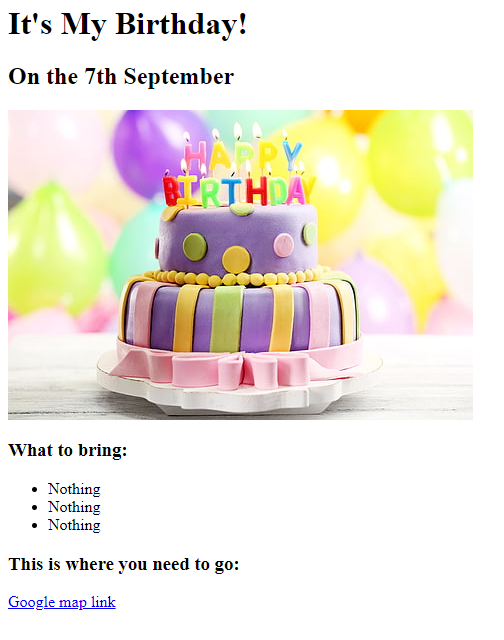 It's My Birthday!
On the 7th September
HAPPY
BIRTHDAY
What to bring:
Nothing
Nothing
Nothing
This is where you need to go:
Google map link